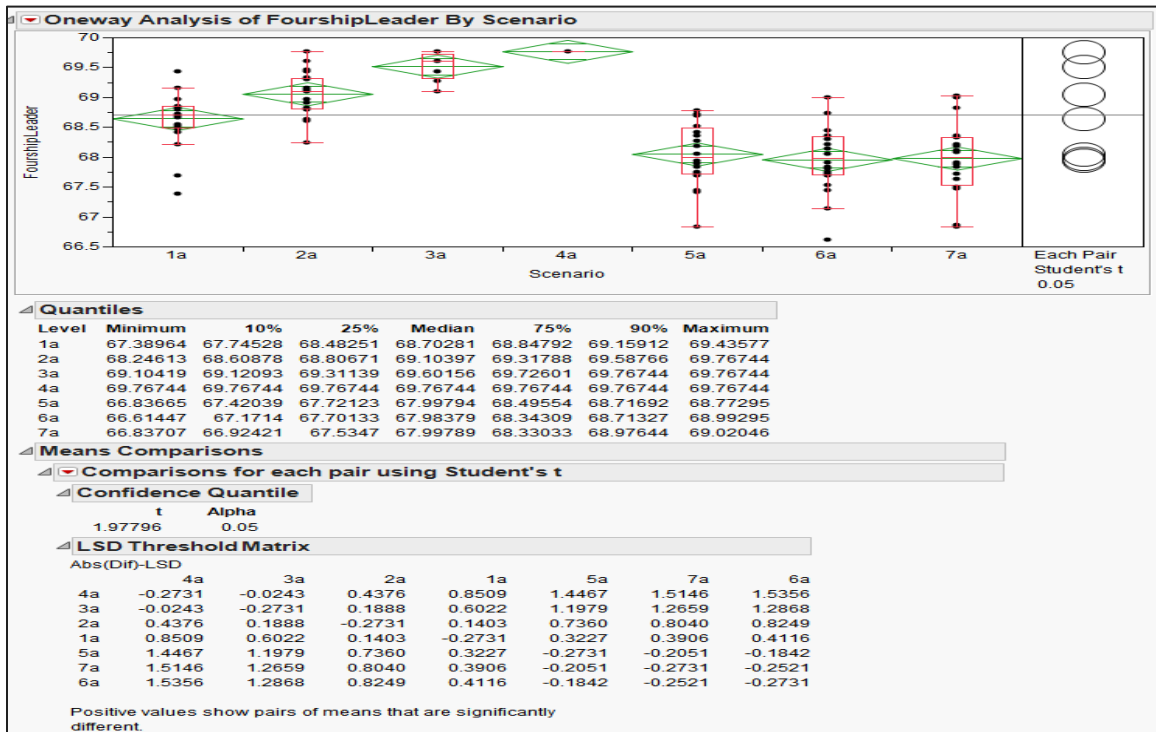 Oneway Analysis of FourshipLeader By Scenario
70
69.5
69
68.5
68
67.5
67
66.5
FourshipLeader
1a 2a 3a 4a 5a 6a 7a
Scenario
Each Pair
Student's t
0.05
Quantiles
Level Minimum 10% 25% Median 75% 90% Maximum
1a 67.38964 67.74528 68.48251 68.70281 68.84792 69.15912 69.43577
2a 68.24613 68.60878 68.80671 69.10397 69.31788 69.58766 69.76744
3a 69.10419 69.12093 69.31139 69.60156 69.72601 69.76744 69.76744
4a 69.76744 69.76744 69.76744 69.76744 69.76744 69.76744 69.76744
5a 66.83665 67.42039 67.72123 67.99794 68.49554 68.71692 68.77295
6a 66.61447 67.1714 67.70133 67.98379 68.34309 68.71327 68.99295
7a 66.83707 66.92421 67.5347 67.99789 68.33033 68.97644 69.02046
Means Comparisons
Comparisons for each pair using Student's t
Confidence Quantile
t Alpha
1.97796 0.05
LSD Threshold Matrix
Abs(Dif)-LSD
4a 3a 2a 1a 5a 7a 6a
4a -0.2731 -0.0243 0.4376 0.8509 1.4467 1.5146 1.5356
3a -0.0243 -0.2731 0.1888 0.6022 1.1979 1.2659 1.2868
2a 0.4376 0.1888 -0.2731 0.1403 0.7360 0.8040 0.8249
1a 0.8509 0.6022 0.1403 -0.2731 0.3227 0.3906 0.4116
5a 1.4467 1.1979 0.7360 0.3227 -0.2731 -0.2051 -0.1842
7a 1.5146 1.2659 0.8040 0.3906 -0.2051 -0.2731 -0.2521
6a 1.5356 1.2868 0.8249 0.4116 -0.1842 -0.2521 -0.2731
Positive values show pairs of means that are significantly
different.